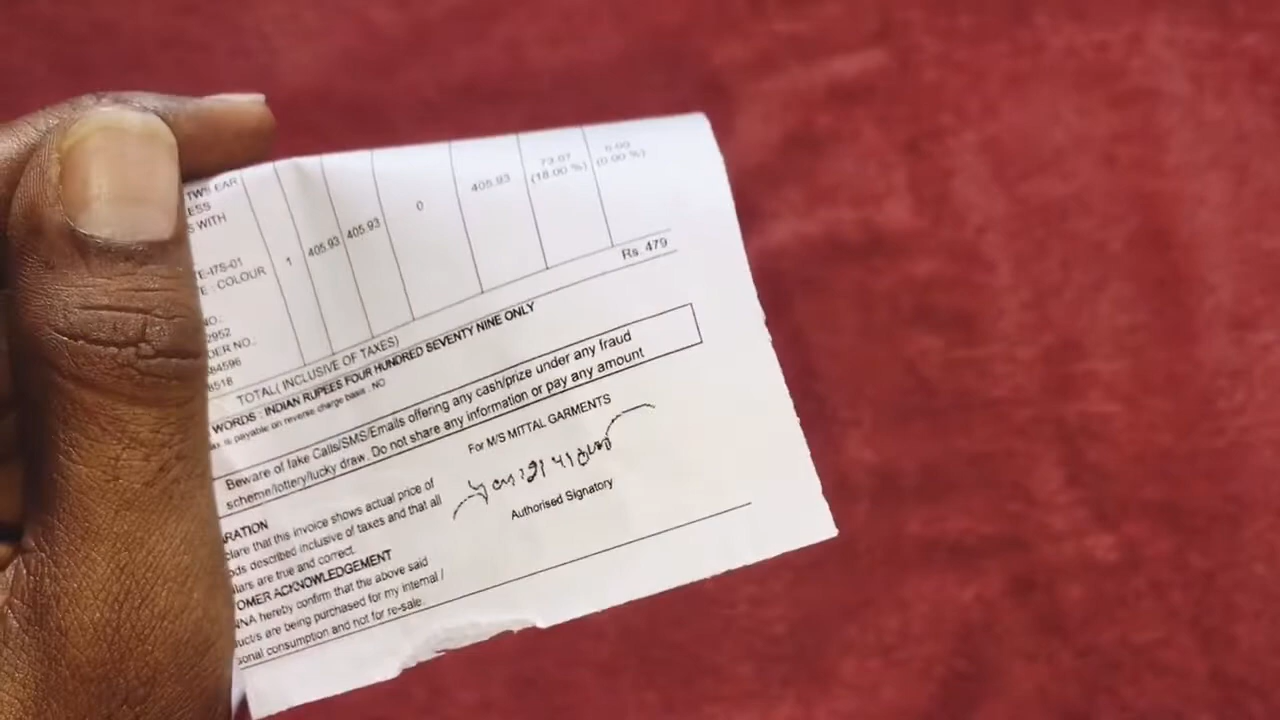 TWS EAR
ESS
S WITH
E-I7S-01
E : COLOUR
NO.:
2952
DER NO.:
84596
8518
1
405.93
405.93
0
405.93
73.07
(18.00 %)
0.00
(0.00 %)
TOTAL( INCLUSIVE OF TAXES)
Rs. 479
WORDS : INDIAN RUPEES FOUR HUNDRED SEVENTY NINE ONLY
ax is payable on reverse charge basis : NO
Beware of fake Calls/SMS/Emails offering any cash/prize under any fraud
scheme/lottery/lucky draw. Do not share any information or pay any amount
For M/S MITTAL GARMENTS
Authorised Signatory
ARATION
clare that this invoice shows actual price of
ods described inclusive of taxes and that all
lars are true and correct.
OMER ACKNOWLEDGEMENT
NNA hereby confirm that the above said
ucts are being purchased for my internal /
sonal consumption and not for re-sale.